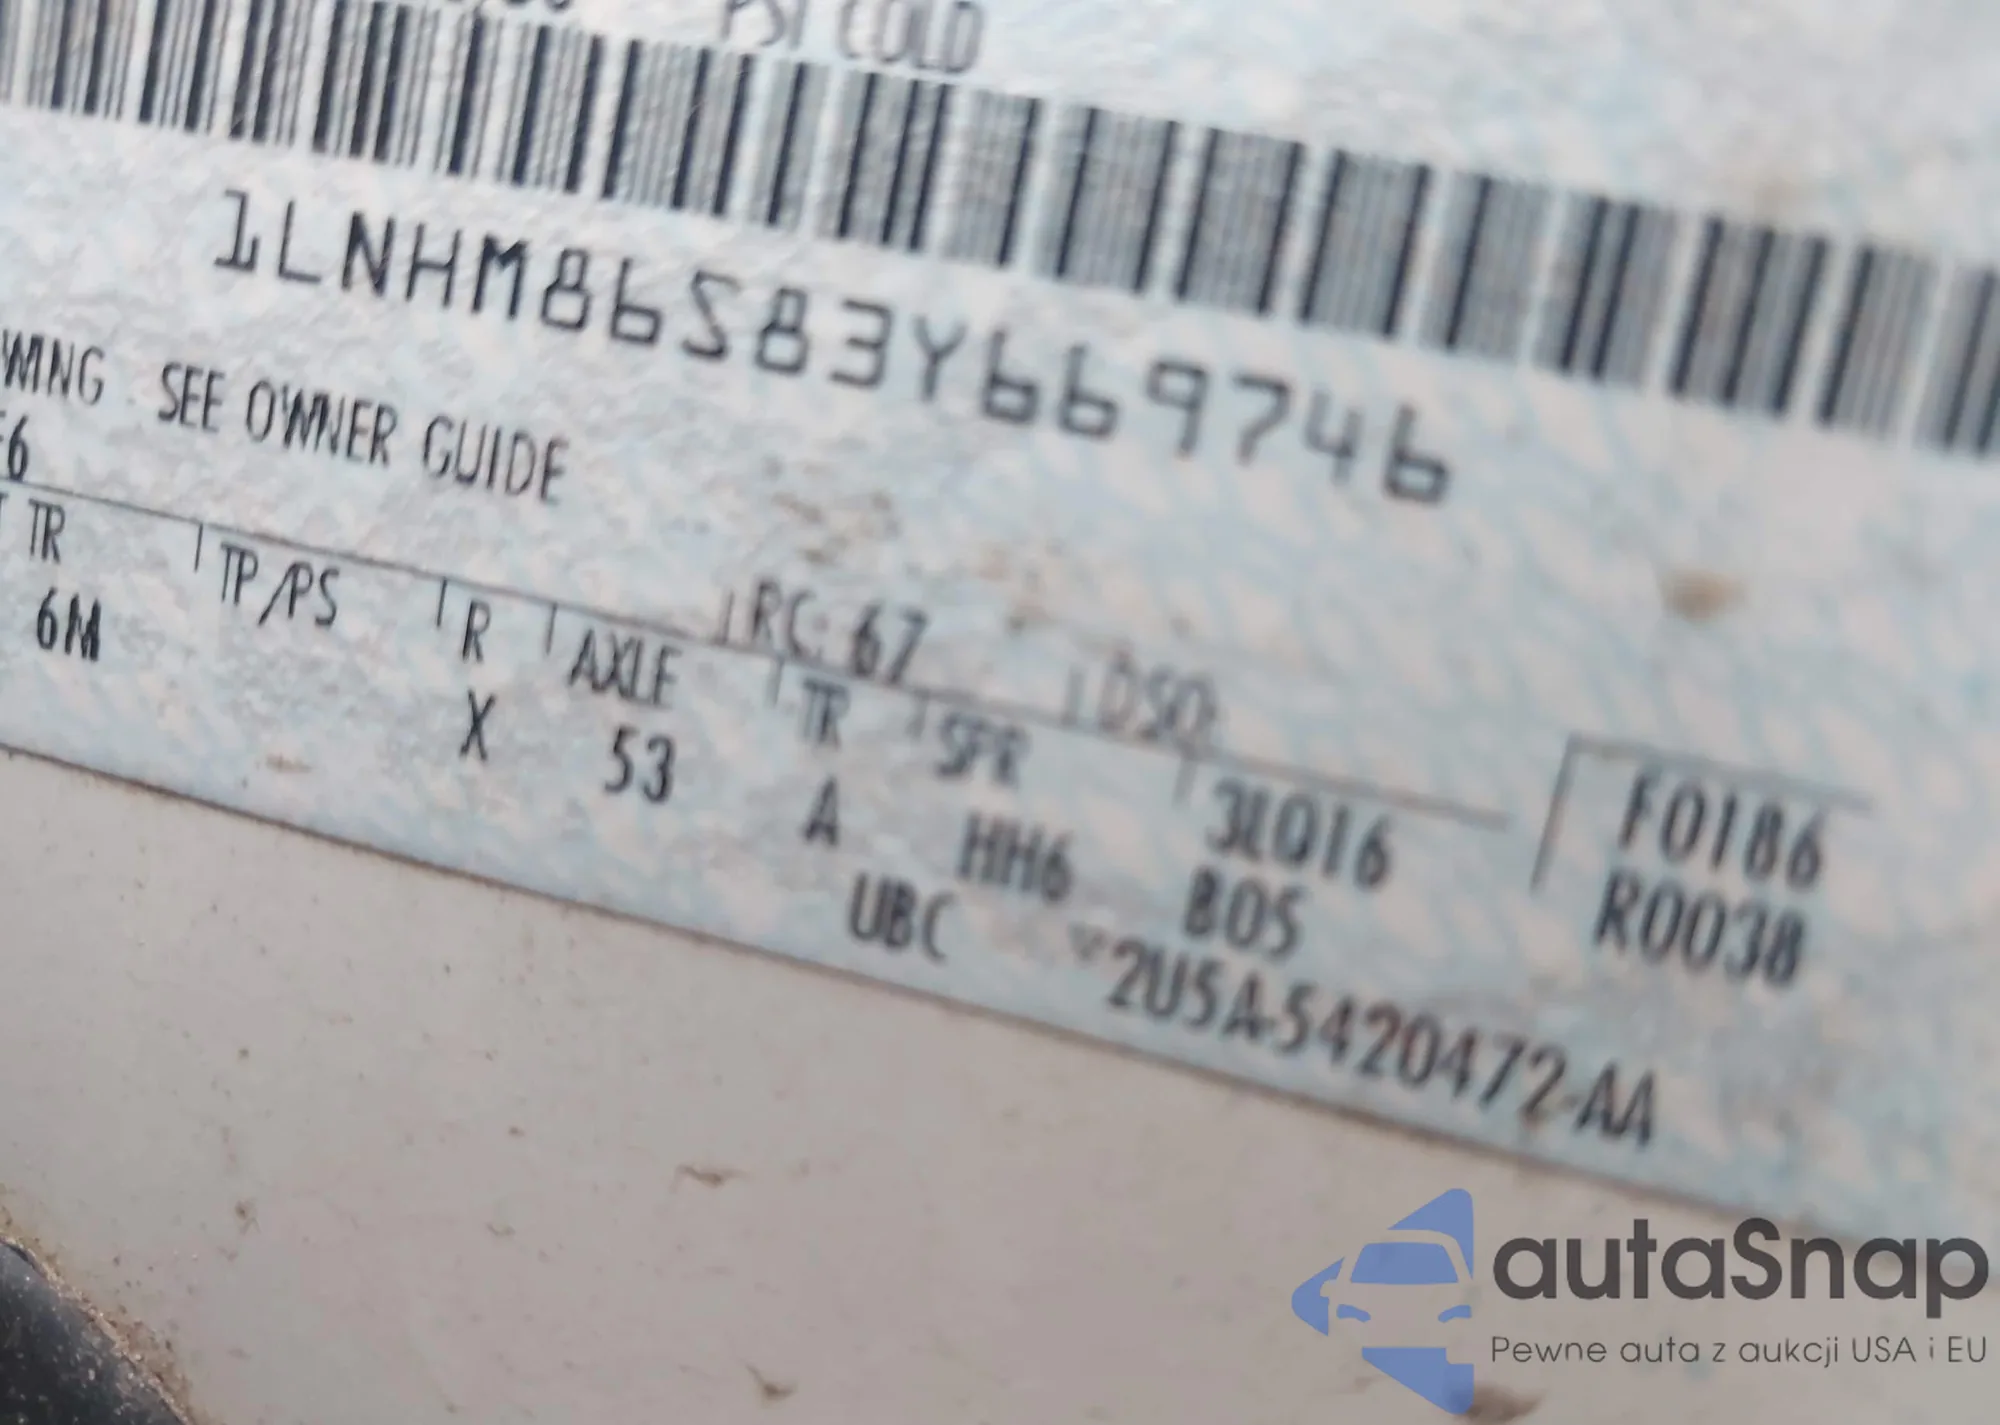 PSI COLD
1LNHM86S83Y669746
WING . SEE OWNER GUIDE
F6
RC: 67 DSO:
TR TP/PS R AXLE TR SPR
3L016
F0186
6M X 53 A HH6 B05
R0038
UBC
2U5A-5420472-AA
autaSnap
Pewne auta z aukcji USA i EU